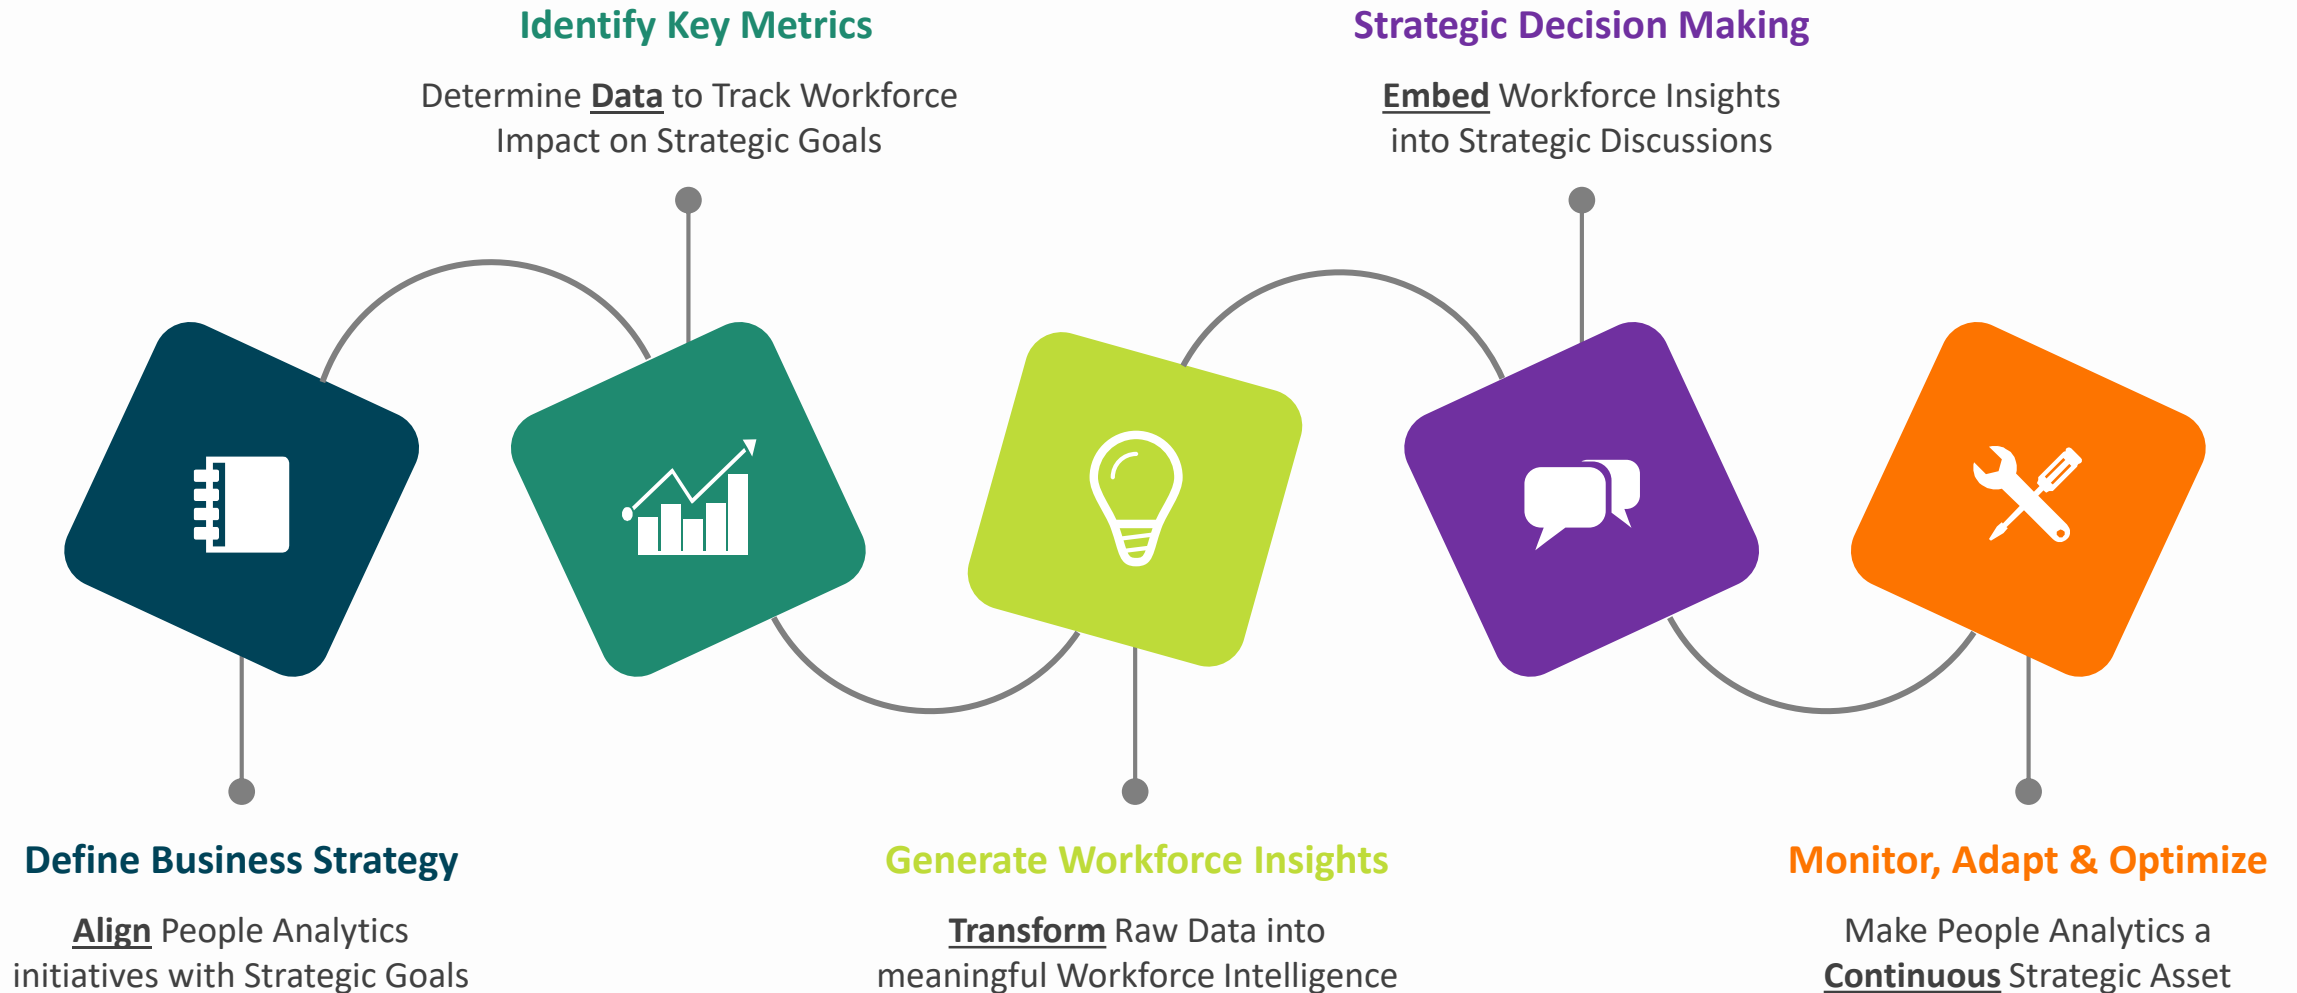 Identify Key Metrics
Determine Data to Track Workforce
Impact on Strategic Goals
Strategic Decision Making
Embed Workforce Insights
into Strategic Discussions
Define Business Strategy
Align People Analytics
initiatives with Strategic Goals
Generate Workforce Insights
Transform Raw Data into
meaningful Workforce Intelligence
Monitor, Adapt & Optimize
Make People Analytics a
Continuous Strategic Asset